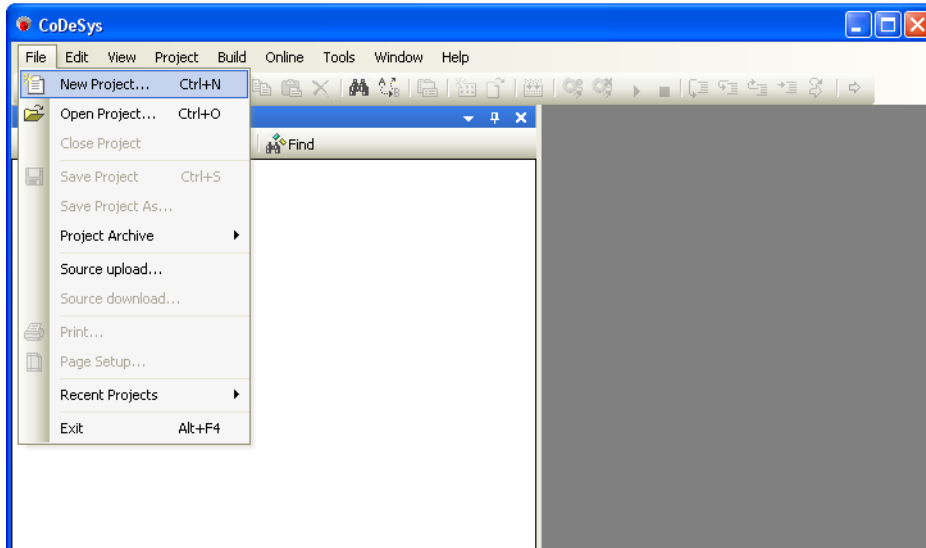 CoDeSys
File Edit View Project Build Online Tools Window Help
New Project... Ctrl+N
Open Project... Ctrl+O
Close Project
Find
Save Project Ctrl+S
Save Project As...
Project Archive
Source upload...
Source download...
Print...
Page Setup...
Recent Projects
Exit Alt+F4